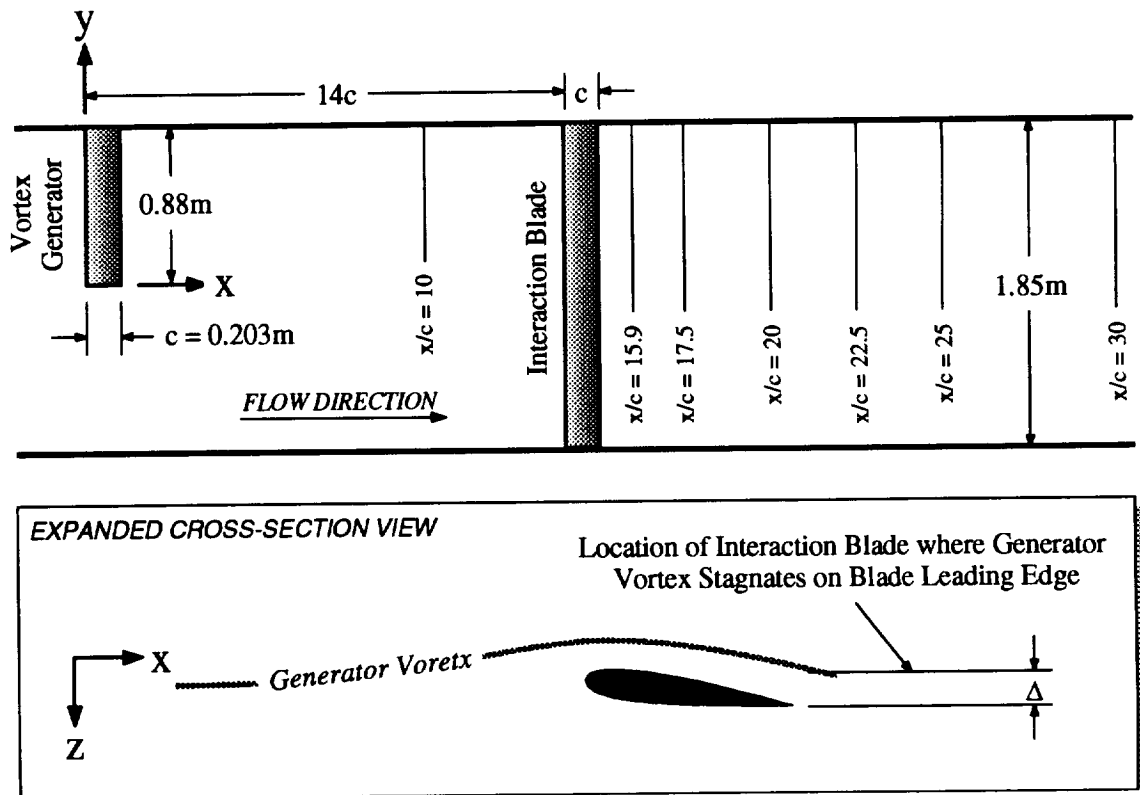 y
14c
c
Vortex
Generator
0.88m
X
c = 0.203m
x/c = 10
FLOW DIRECTION
Interaction Blade
x/c = 15.9
x/c = 17.5
x/c = 20
x/c = 22.5
x/c = 25
1.85m
x/c = 30
EXPANDED CROSS-SECTION VIEW
Location of Interaction Blade where Generator
Vortex Stagnates on Blade Leading Edge
X
Z
Generator Voretx
Δ